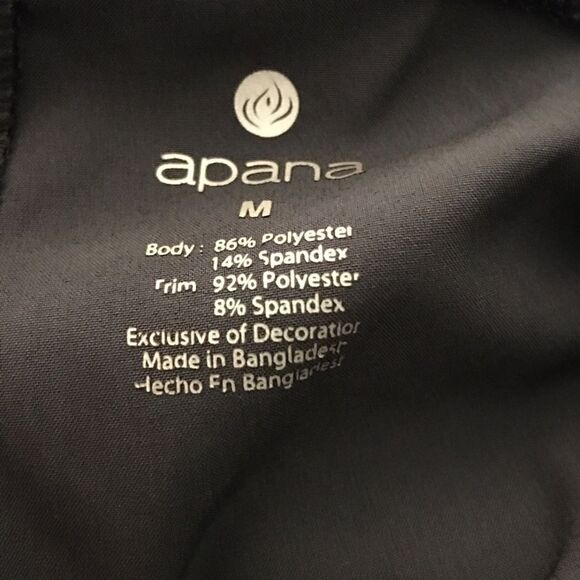 apana
M
Body: 86% Polyester
14% Spandex
Trim 92% Polyester
8% Spandex
Exclusive of Decoration
Made in Bangladesh
Hecho En Bangladesh